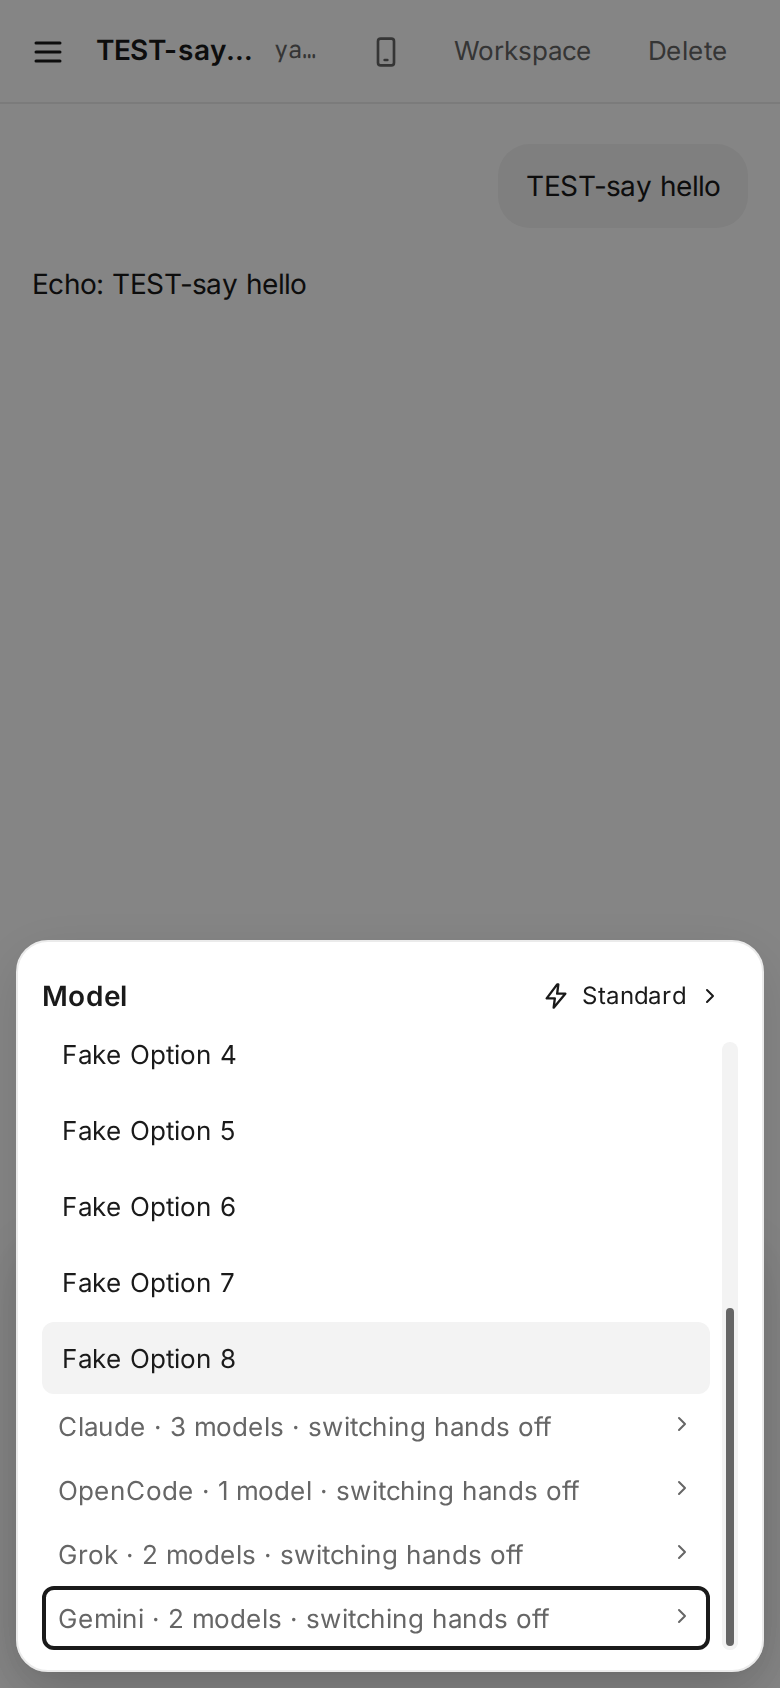 TEST-say... ya... Workspace Delete
TEST-say hello
Echo: TEST-say hello
Model Standard
Fake Option 4
Fake Option 5
Fake Option 6
Fake Option 7
Fake Option 8
Claude · 3 models · switching hands off
OpenCode · 1 model · switching hands off
Grok · 2 models · switching hands off
Gemini · 2 models · switching hands off